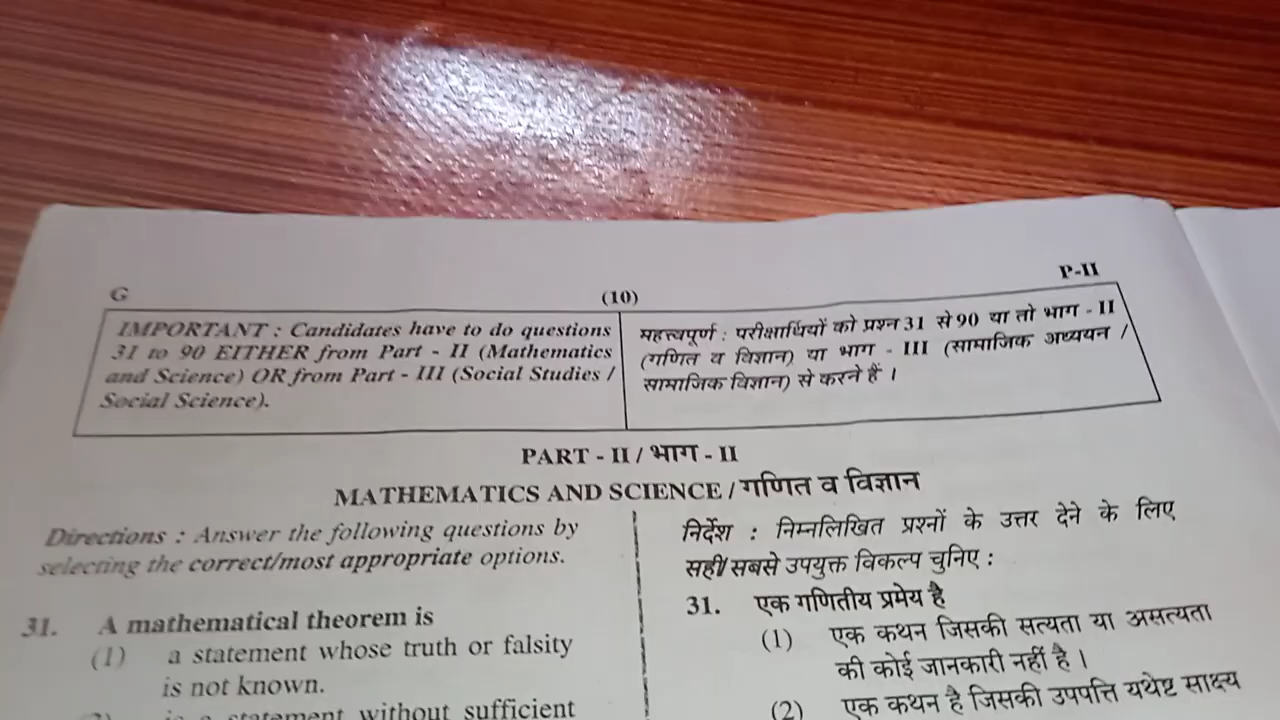 G
(10)
P-II
IMPORTANT : Candidates have to do questions
31 to 90 EITHER from Part - II (Mathematics
and Science) OR from Part - III (Social Studies /
Social Science).
महत्त्वपूर्ण : परीक्षार्थियों को प्रश्न 31 से 90 या तो भाग - II
(गणित व विज्ञान) या भाग - III (सामाजिक अध्ययन /
सामाजिक विज्ञान) से करने हैं ।
PART - II / भाग - II
MATHEMATICS AND SCIENCE / गणित व विज्ञान
Directions : Answer the following questions by
selecting the correct/most appropriate options.
31. A mathematical theorem is
(1) a statement whose truth or falsity
is not known.
(2) is a statement without sufficient
निर्देश : निम्नलिखित प्रश्नों के उत्तर देने के लिए
सही/सबसे उपयुक्त विकल्प चुनिए :
31. एक गणितीय प्रमेय है
(1) एक कथन जिसकी सत्यता या असत्यता
की कोई जानकारी नहीं है ।
(2) एक कथन है जिसकी उपपत्ति यथेष्ट साक्ष्य